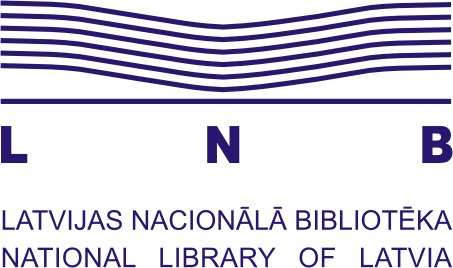 L N B
LATVIJAS NACIONĀLĀ BIBLIOTĒKA
NATIONAL LIBRARY OF LATVIA